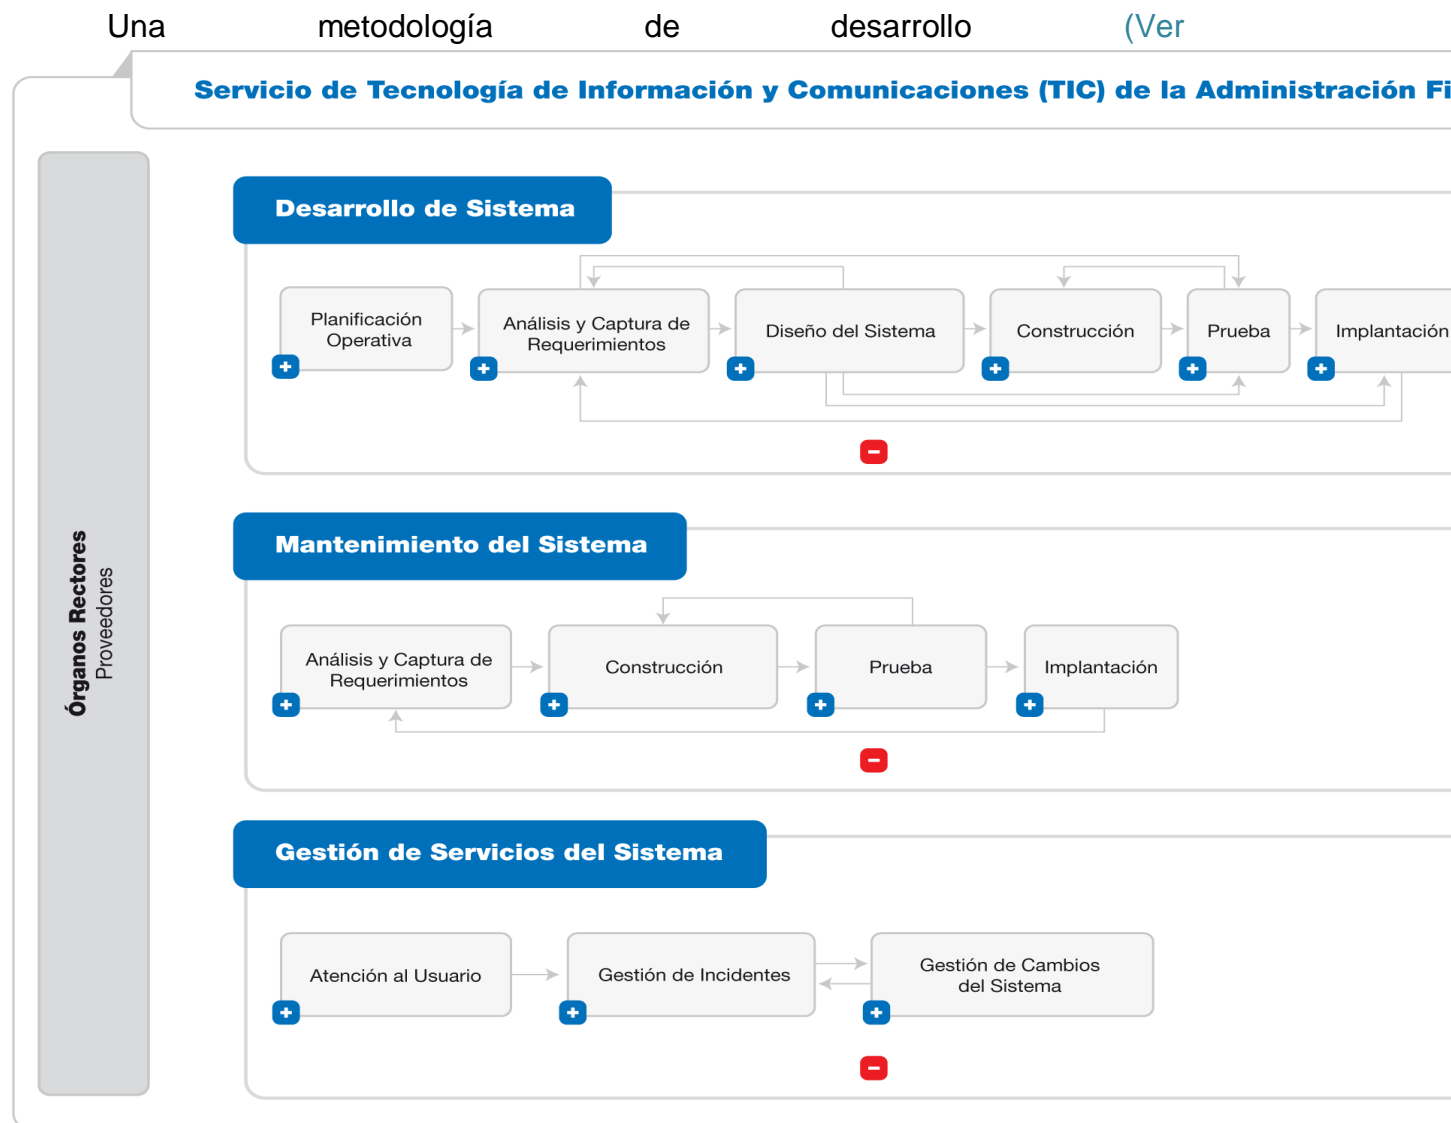 Una metodología de desarrollo (Ver
Servicio de Tecnología de Información y Comunicaciones (TIC) de la Administración Fi
Órganos Rectores
Proveedores
Desarrollo de Sistema
Planificación
Operativa
Análisis y Captura de
Requerimientos
Diseño del Sistema
Construcción
Prueba
Implantación
Mantenimiento del Sistema
Análisis y Captura de
Requerimientos
Construcción
Prueba
Implantación
Gestión de Servicios del Sistema
Atención al Usuario
Gestión de Incidentes
Gestión de Cambios
del Sistema